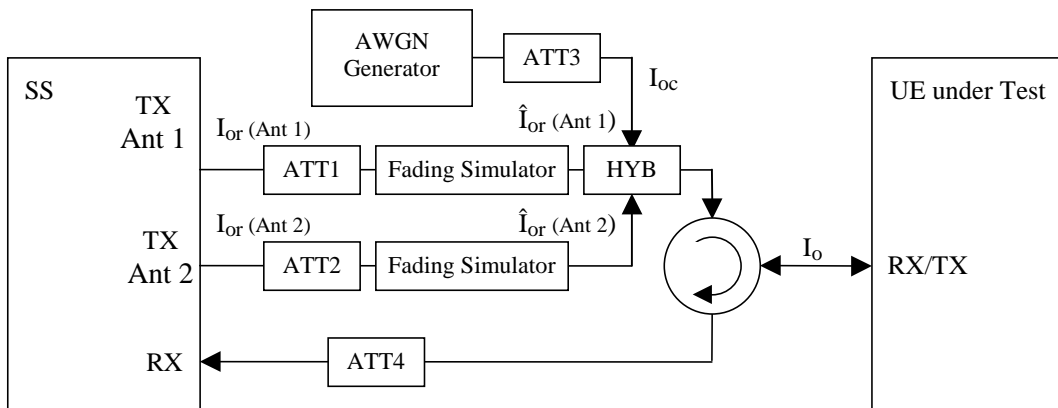 AWGN
Generator
ATT3
I_oc
SS
UE under Test
TX
Ant 1
I_or (Ant 1)
Î_or (Ant 1)
ATT1
Fading Simulator
HYB
TX
Ant 2
I_or (Ant 2)
Î_or (Ant 2)
ATT2
Fading Simulator
I_o
RX/TX
RX
ATT4